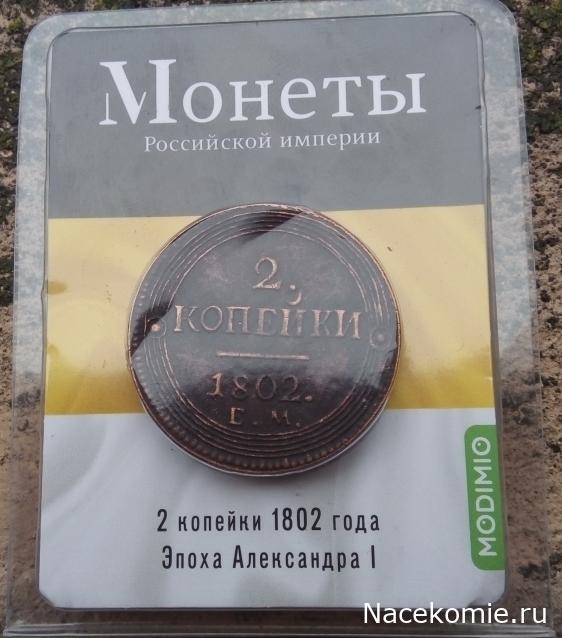 Монеты
Российской империи
2.
КОПЕЙКИ
1802.
Е.М.
2 копейки 1802 года
Эпоха Александра I
MODIMIO
Nacekomie.ru